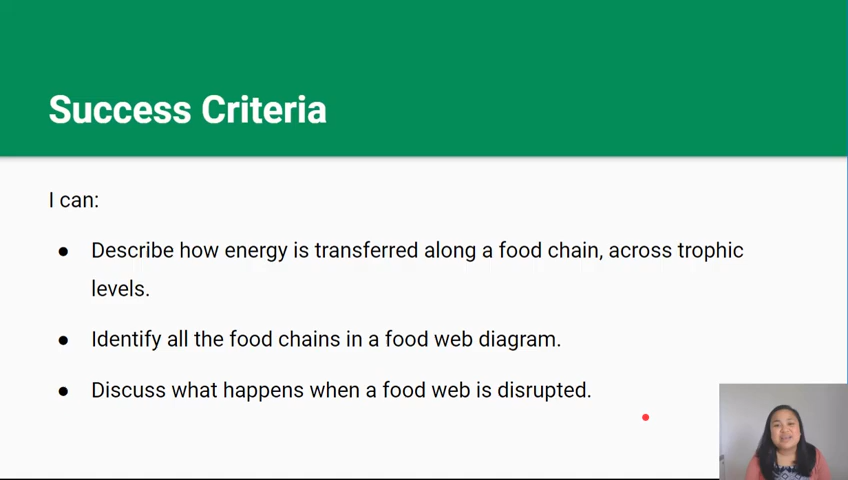 Success Criteria
I can:
● Describe how energy is transferred along a food chain, across trophic
levels.
● Identify all the food chains in a food web diagram.
● Discuss what happens when a food web is disrupted.